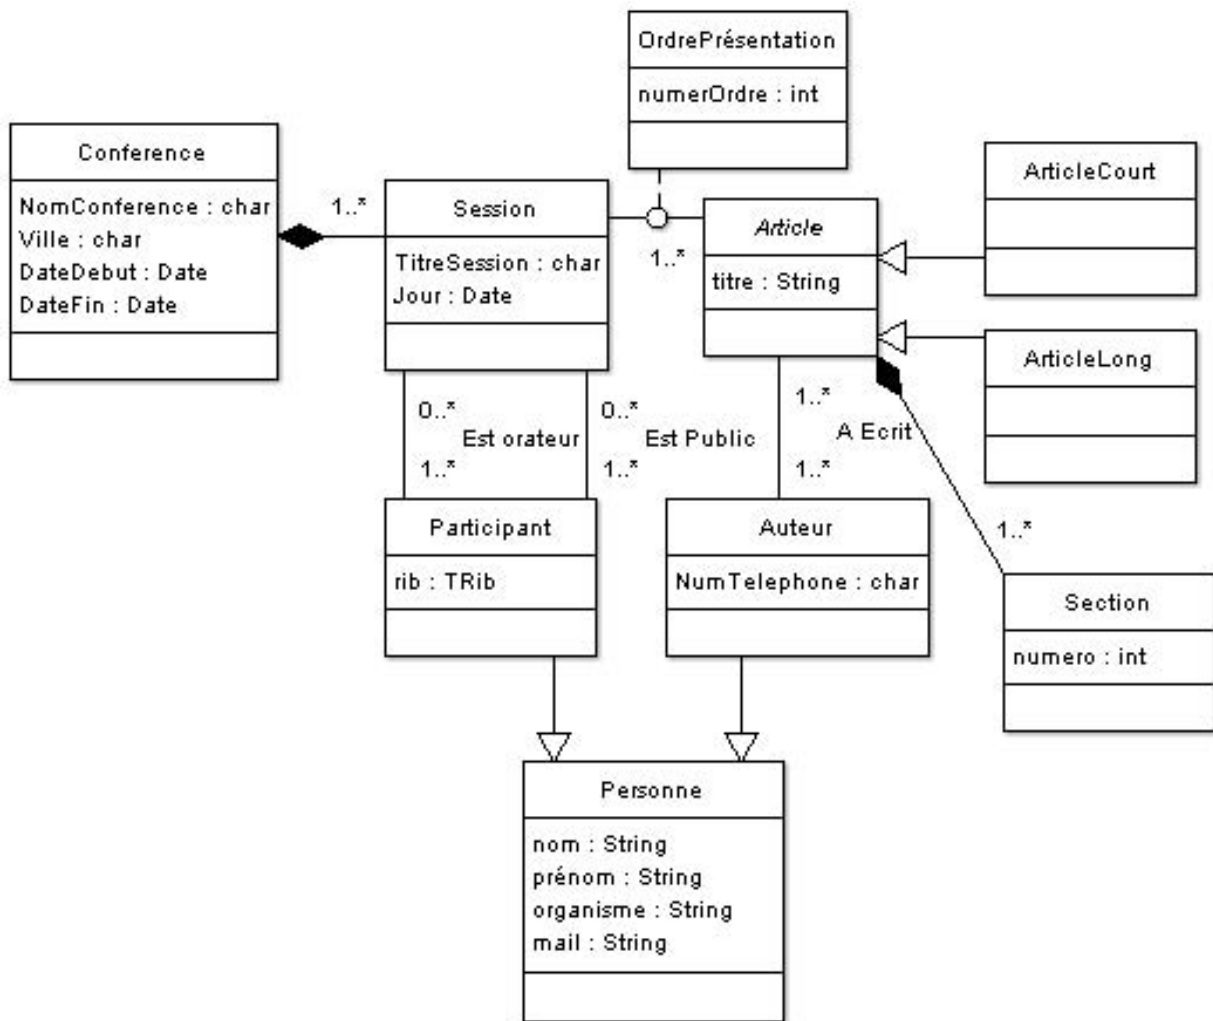 OrdrePrésentation
numerOrdre : int
Conference
NomConference : char
Ville : char
DateDebut : Date
DateFin : Date
1..*
Session
TitreSession : char
Jour : Date
1..*
Article
titre : String
ArticleCourt
ArticleLong
0..*
Est orateur
1..*
0..*
Est Public
1..*
1..*
A Ecrit
1..*
1..*
Participant
rib : TRib
Auteur
NumTelephone : char
Section
numero : int
Personne
nom : String
prénom : String
organisme : String
mail : String